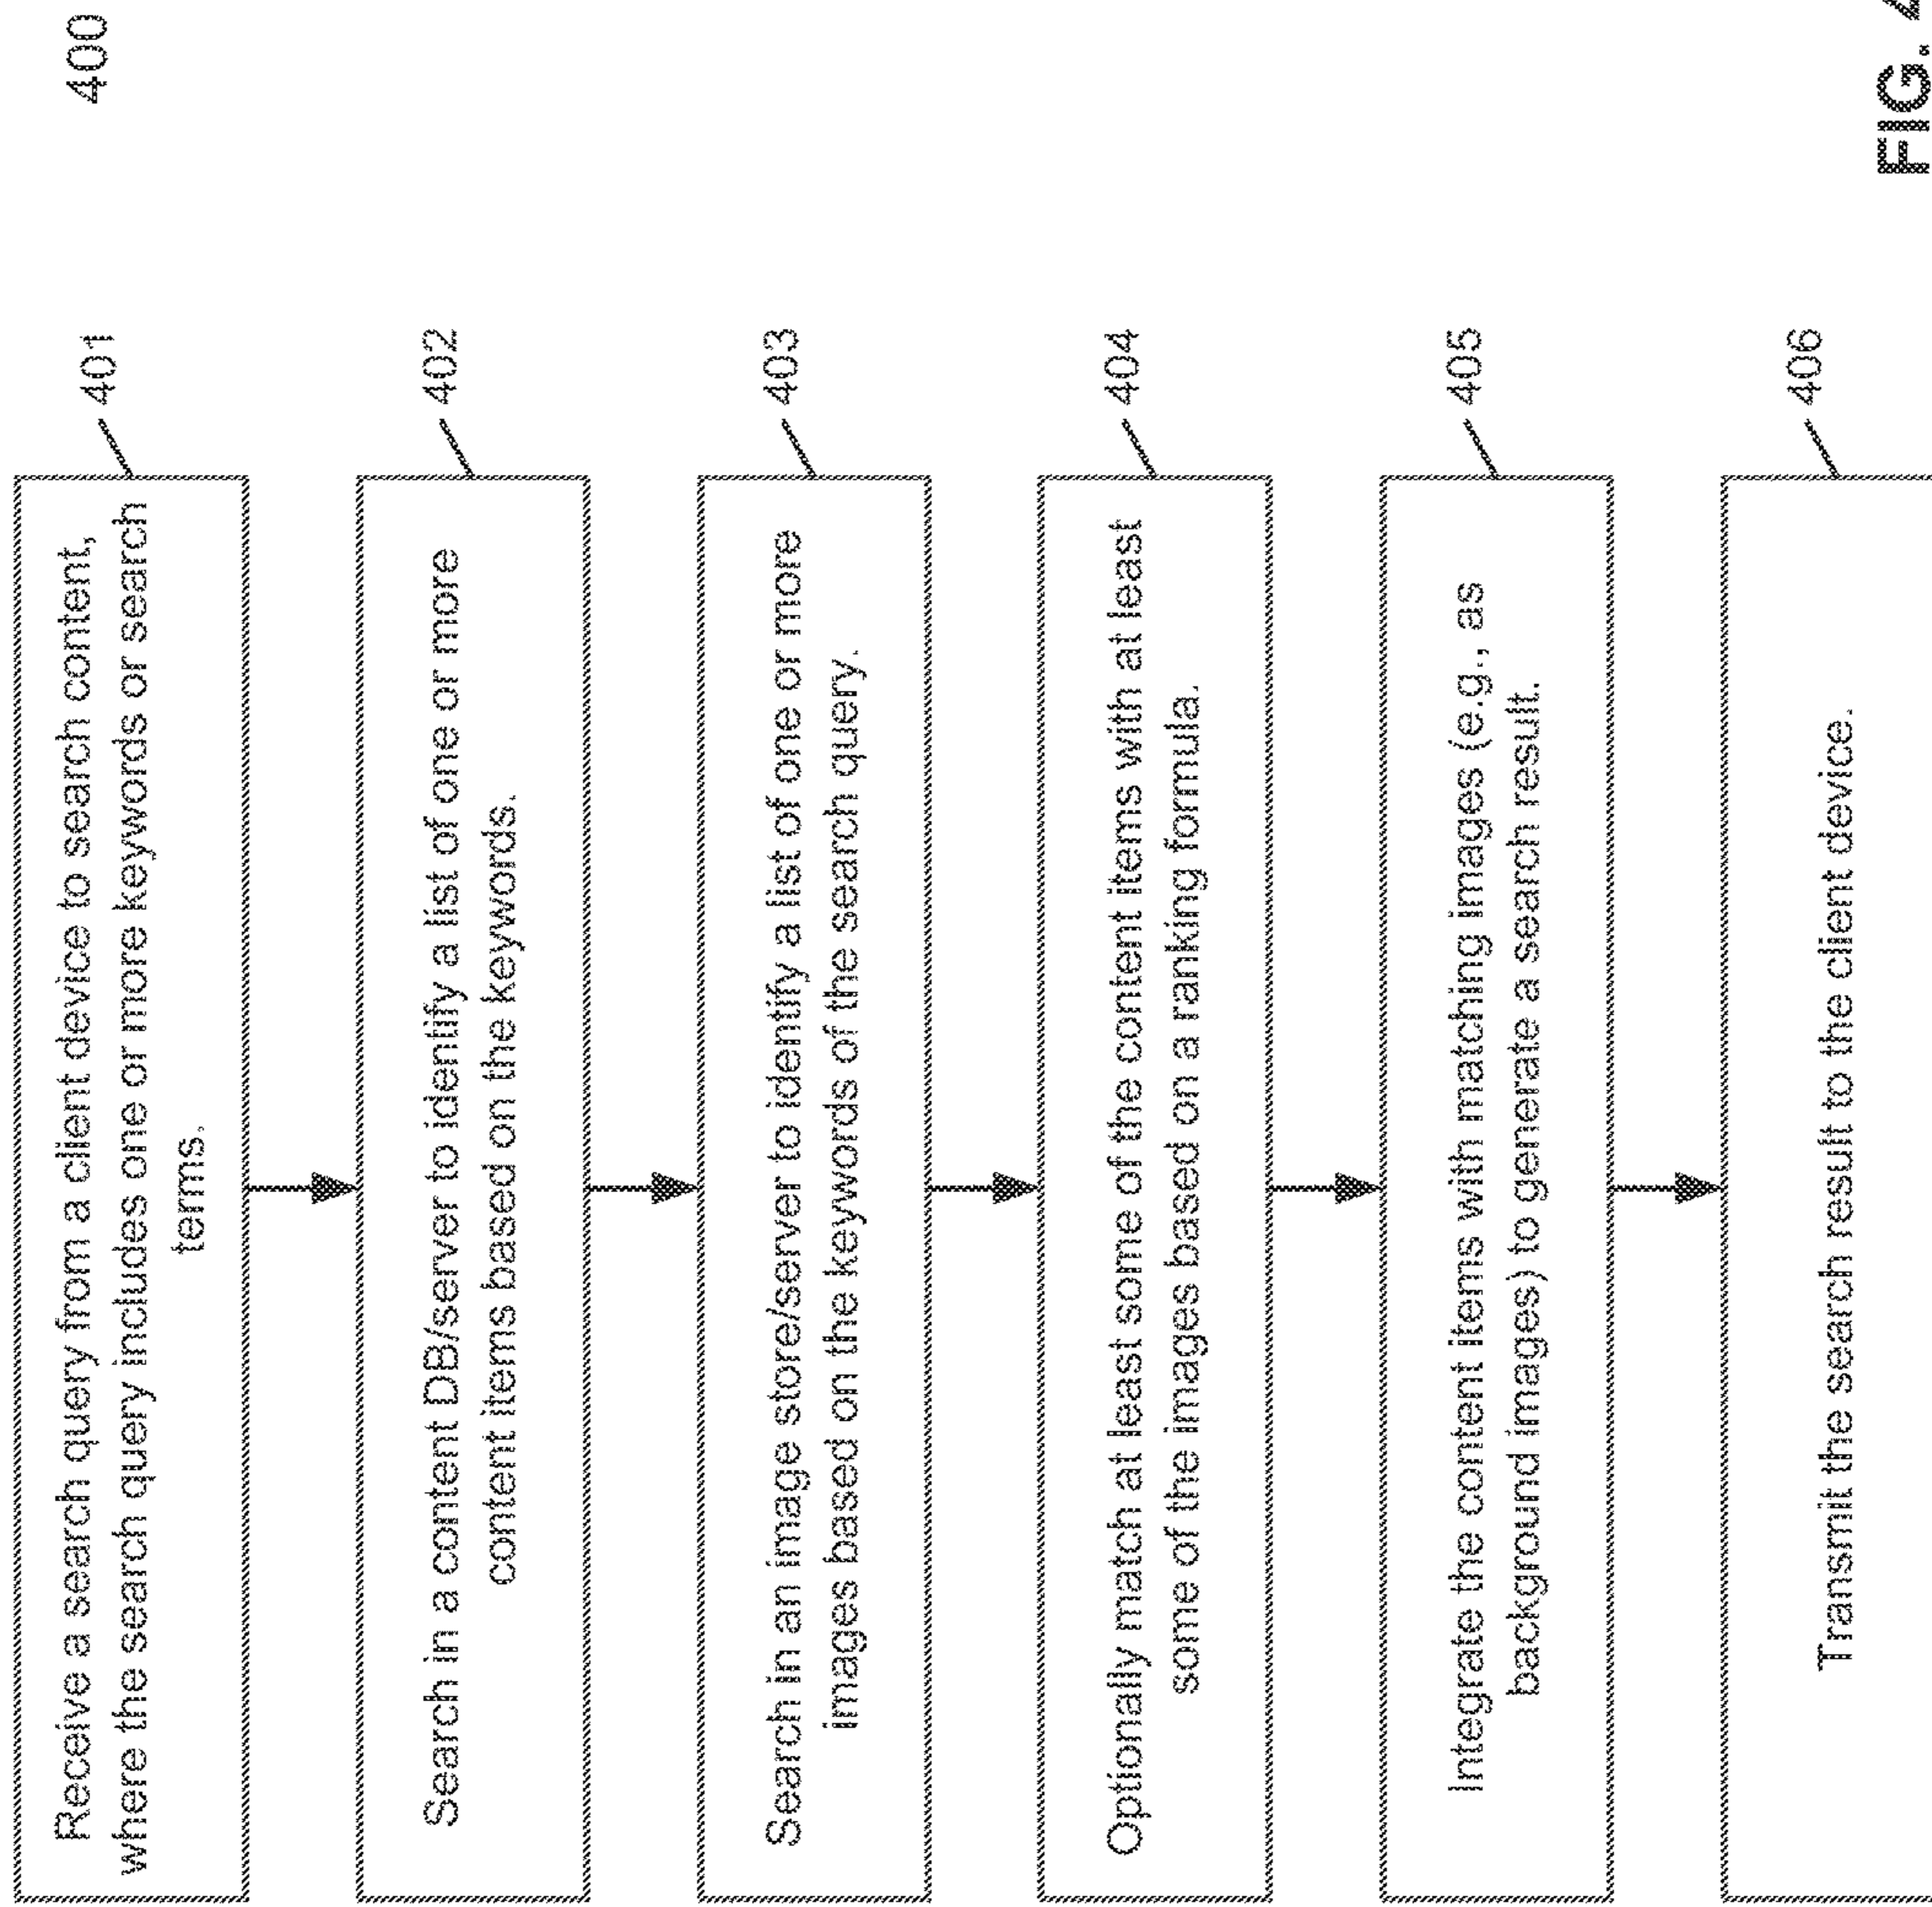 400
Receive a search query from a client device to search content,
where the search query includes one or more keywords or search
terms.
401
Search in a content DB/server to identify a list of one or more
content items based on the keywords.
402
Search in an image store/server to identify a list of one or more
images based on the keywords of the search query.
403
Optionally match at least some of the content items with at least
some of the images based on a ranking formula.
404
Integrate the content items with matching images (e.g., as
background images) to generate a search result.
405
Transmit the search result to the client device.
406
FIG. 4